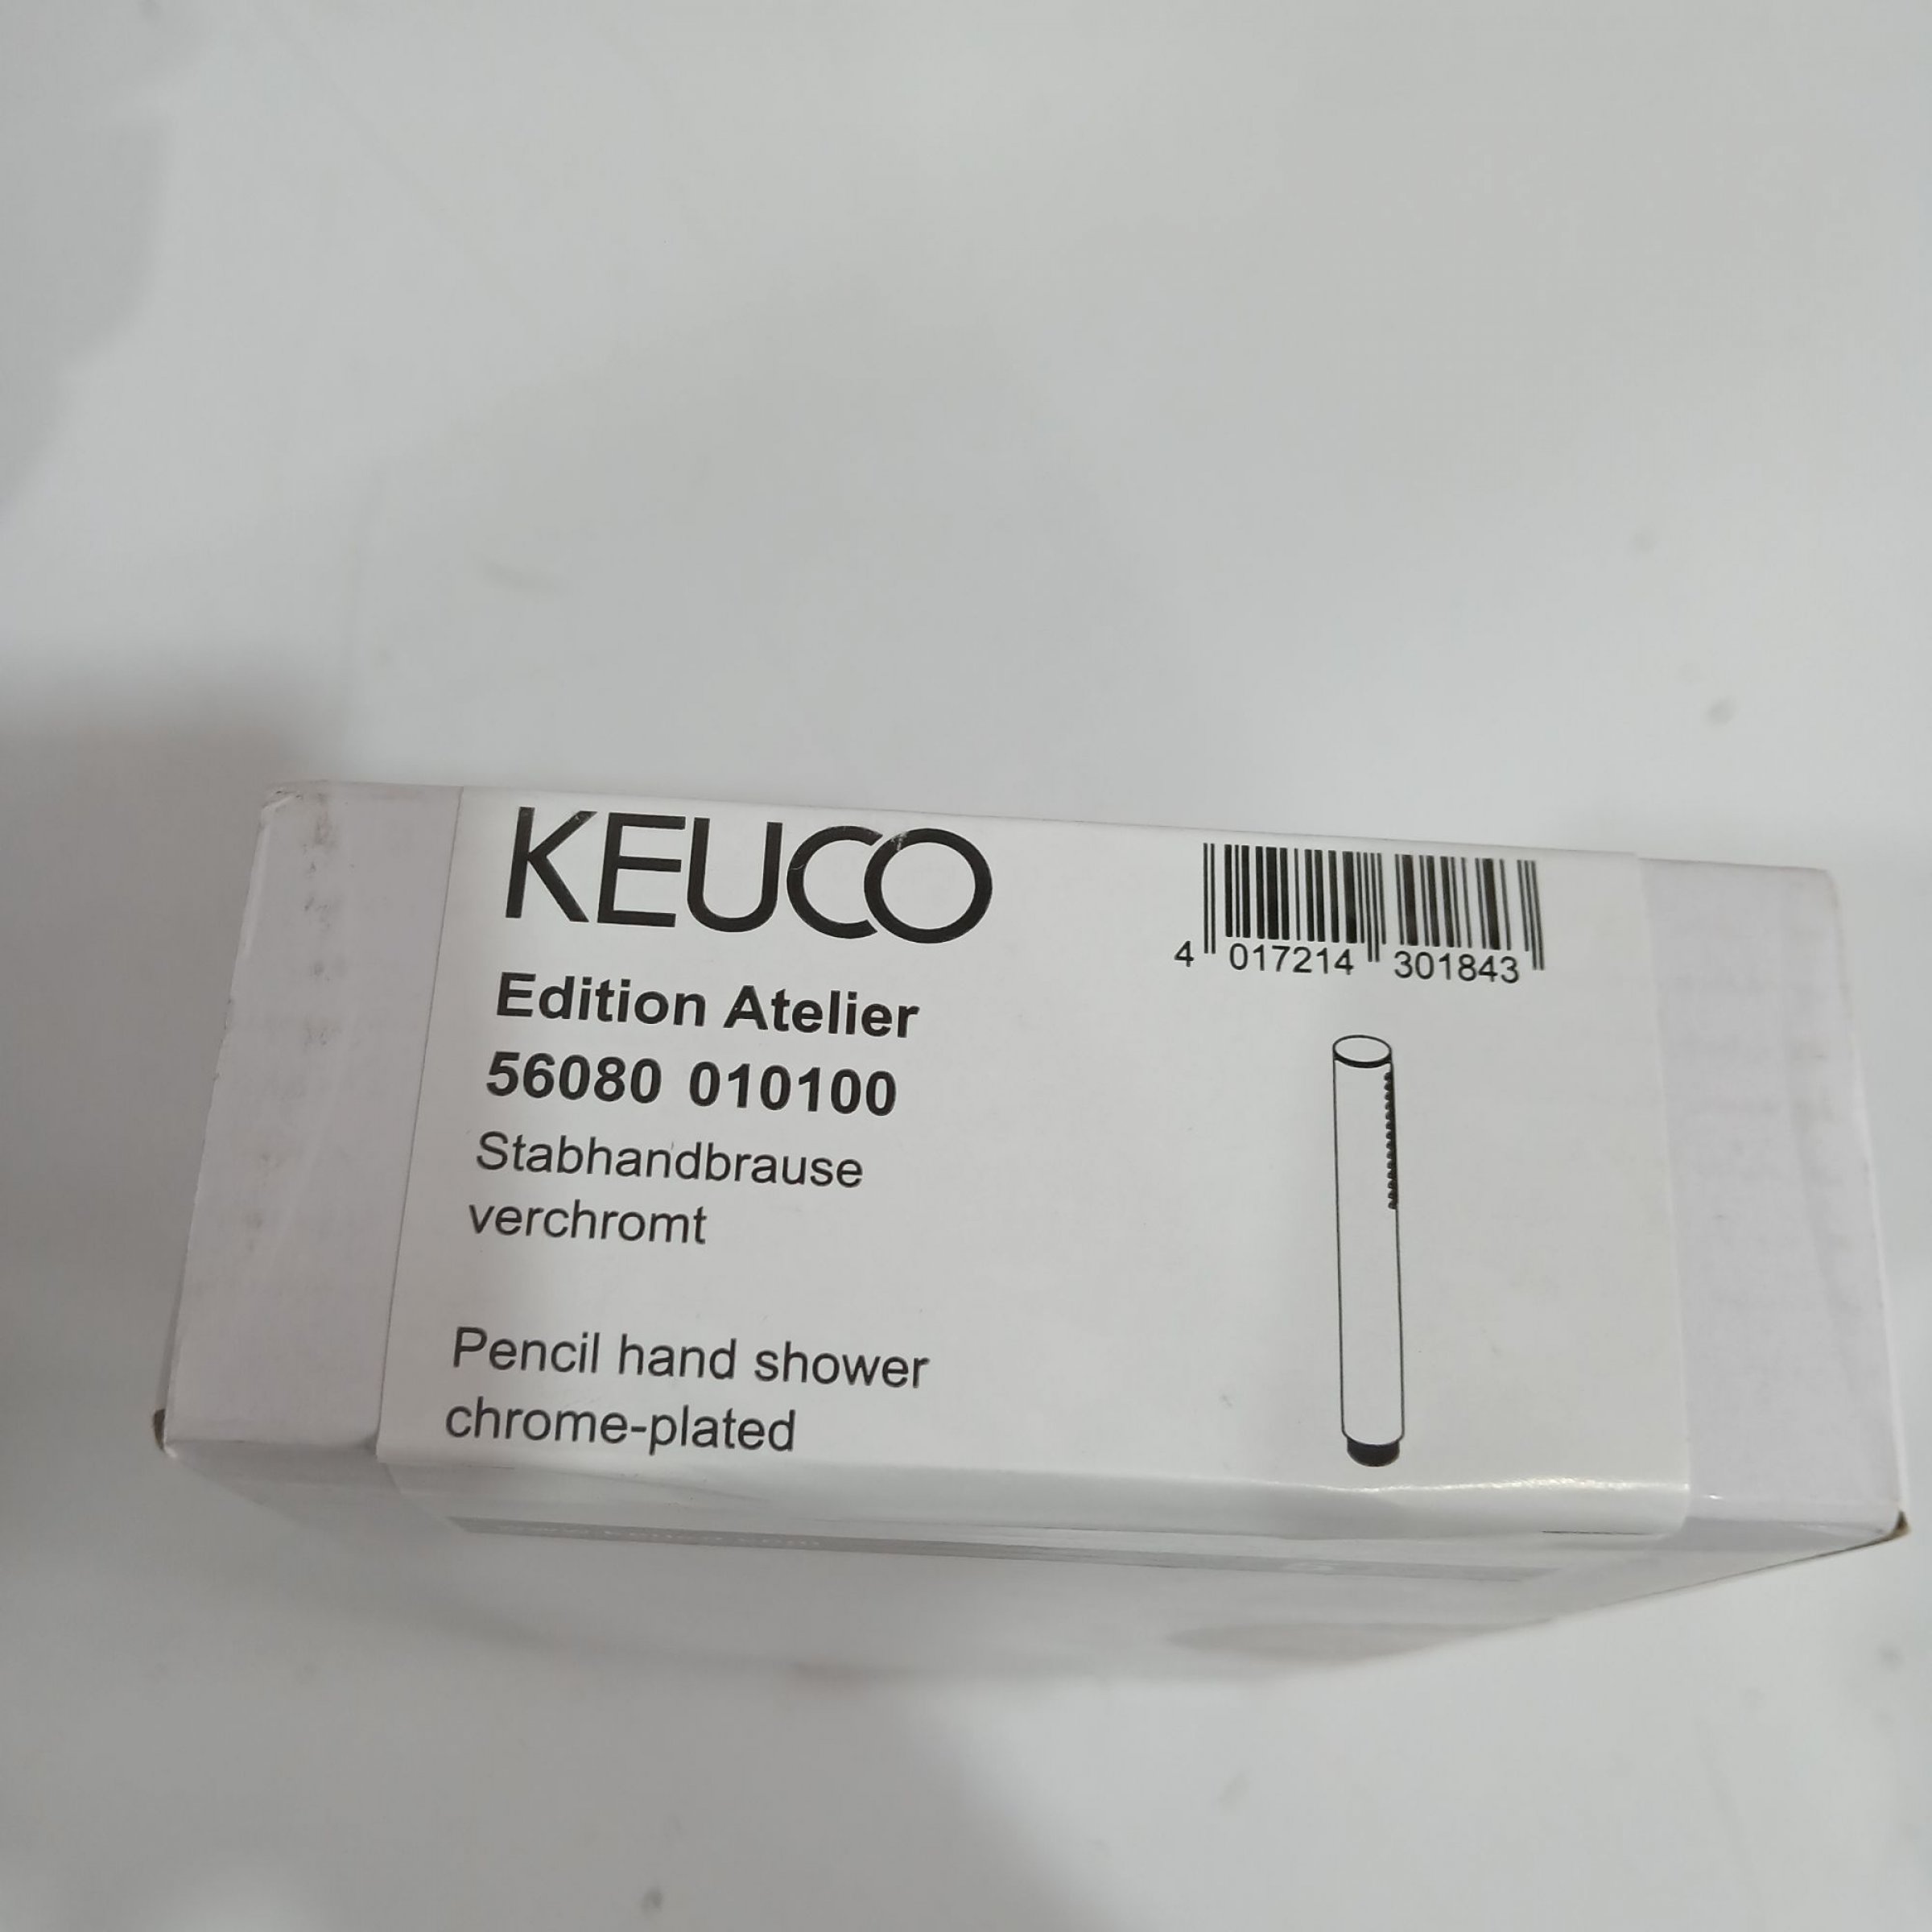 KEUCO
Edition Atelier
56080 010100
Stabhandbrause
verchromt
Pencil hand shower
chrome-plated
4 017214 301843